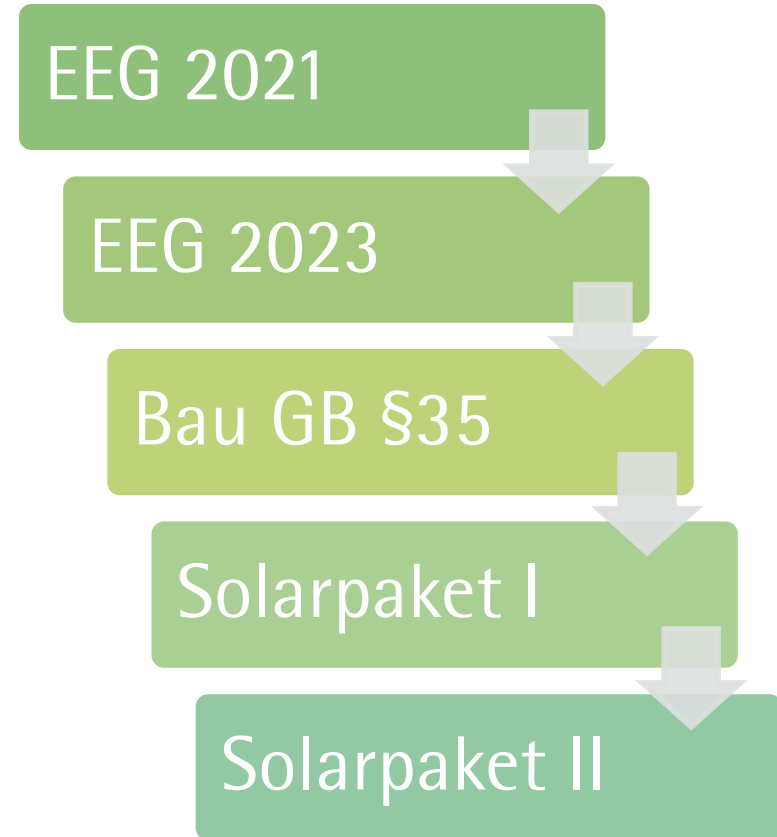 EEG 2021
EEG 2023
Bau GB §35
Solarpaket I
Solarpaket II